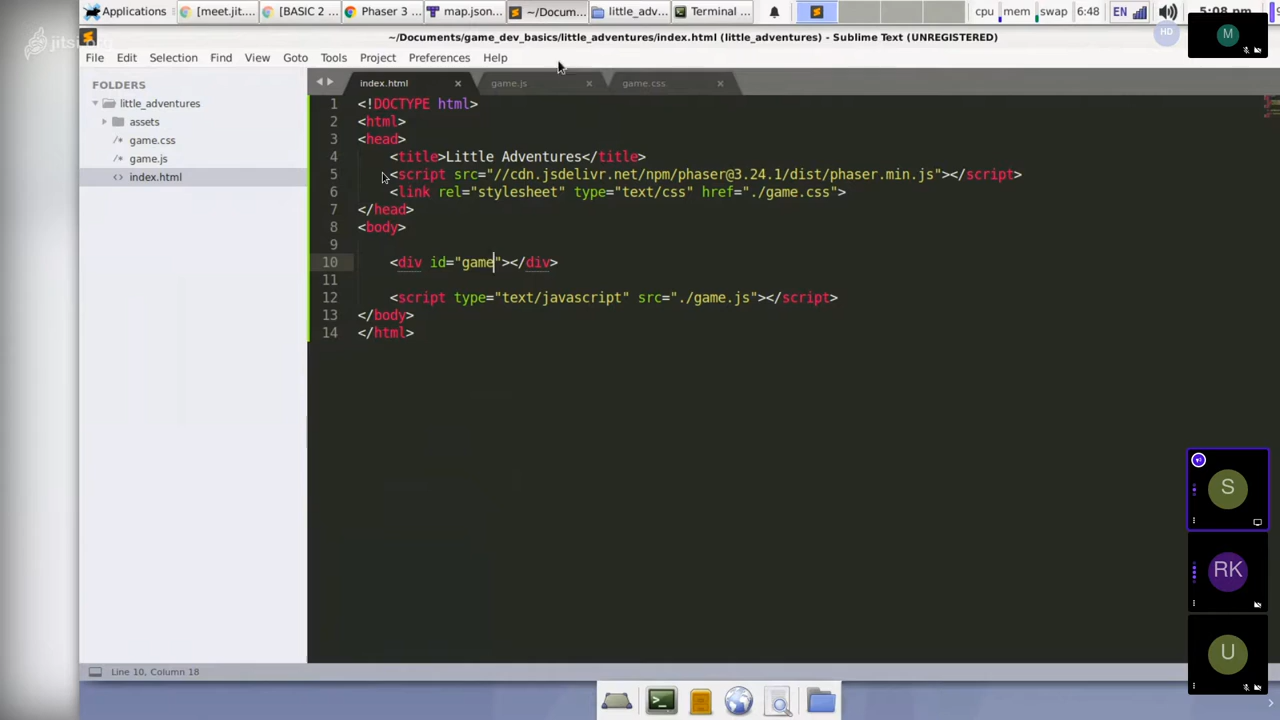 Applications
[meet.jit...
[BASIC 2 ...
Phaser 3 ...
map.json...
~/Docum...
little_adv...
Terminal ...
cpu
mem
swap
6:48
EN
5:08 pm
jitsi.org
~/Documents/game_dev_basics/little_adventures/index.html (little_adventures) - Sublime Text (UNREGISTERED)
HD
M
File Edit Selection Find View Goto Tools Project Preferences Help
FOLDERS
little_adventures
assets
game.css
game.js
index.html
index.html
game.js
game.css
1 <!DOCTYPE html>
2 <html>
3 <head>
4 <title>Little Adventures</title>
5 <script src="//cdn.jsdelivr.net/npm/phaser@3.24.1/dist/phaser.min.js"></script>
6 <link rel="stylesheet" type="text/css" href="./game.css">
7 </head>
8 <body>
9
10 <div id="game"></div>
11
12 <script type="text/javascript" src="./game.js"></script>
13 </body>
14 </html>
S
RK
U
Line 10, Column 18